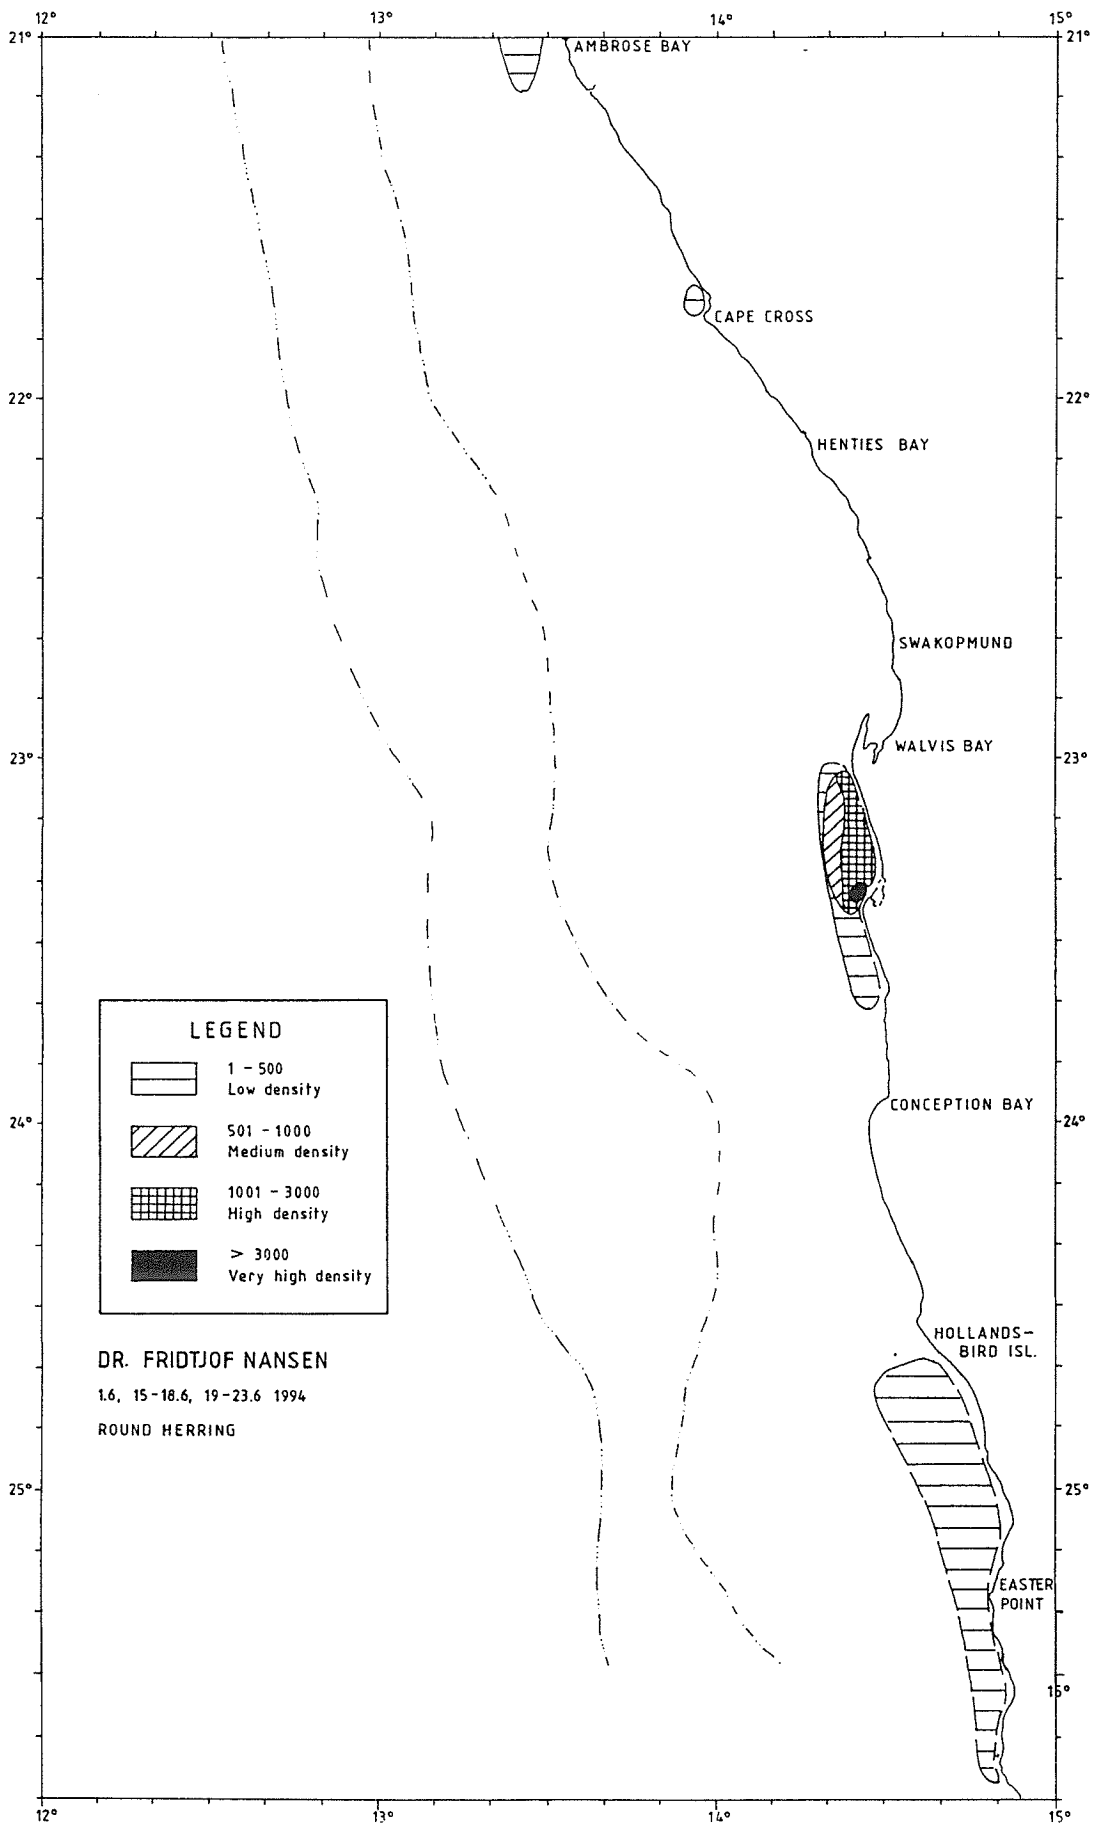 12° 13° 14° 15°
21° 21°
AMBROSE BAY
CAPE CROSS
22° 22°
HENTIES BAY
SWAKOPMUND
WALVIS BAY
23° 23°
LEGEND
1 - 500
Low density
501 - 1000
Medium density
1001 - 3000
High density
> 3000
Very high density
CONCEPTION BAY
24° 24°
HOLLANDS-
BIRD ISL.
DR. FRIDTJOF NANSEN
1.6, 15-18.6, 19-23.6 1994
ROUND HERRING
25° 25°
EASTER
POINT
15°
12° 13° 14° 15°